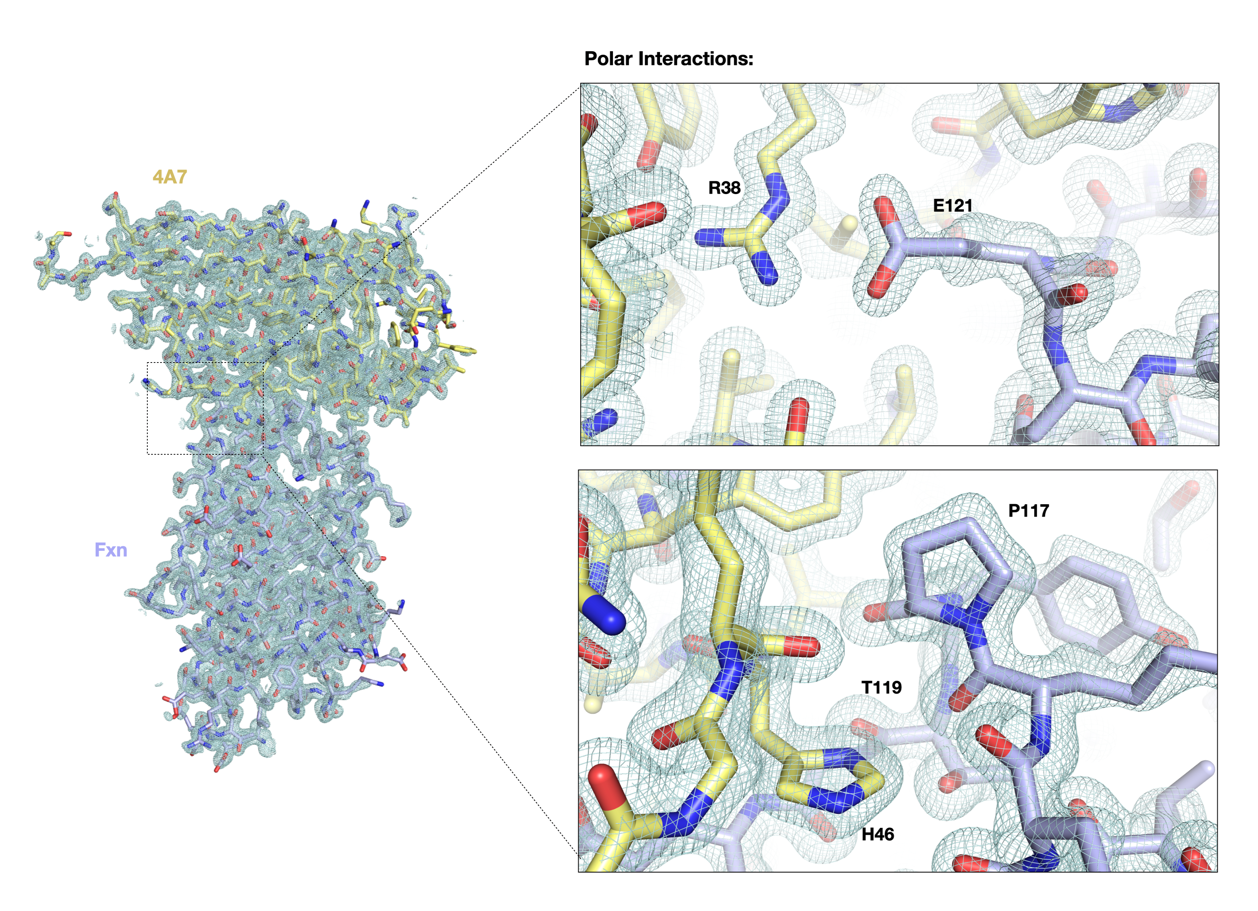 Polar Interactions:
4A7
R38
E121
Fxn
P117
T119
H46